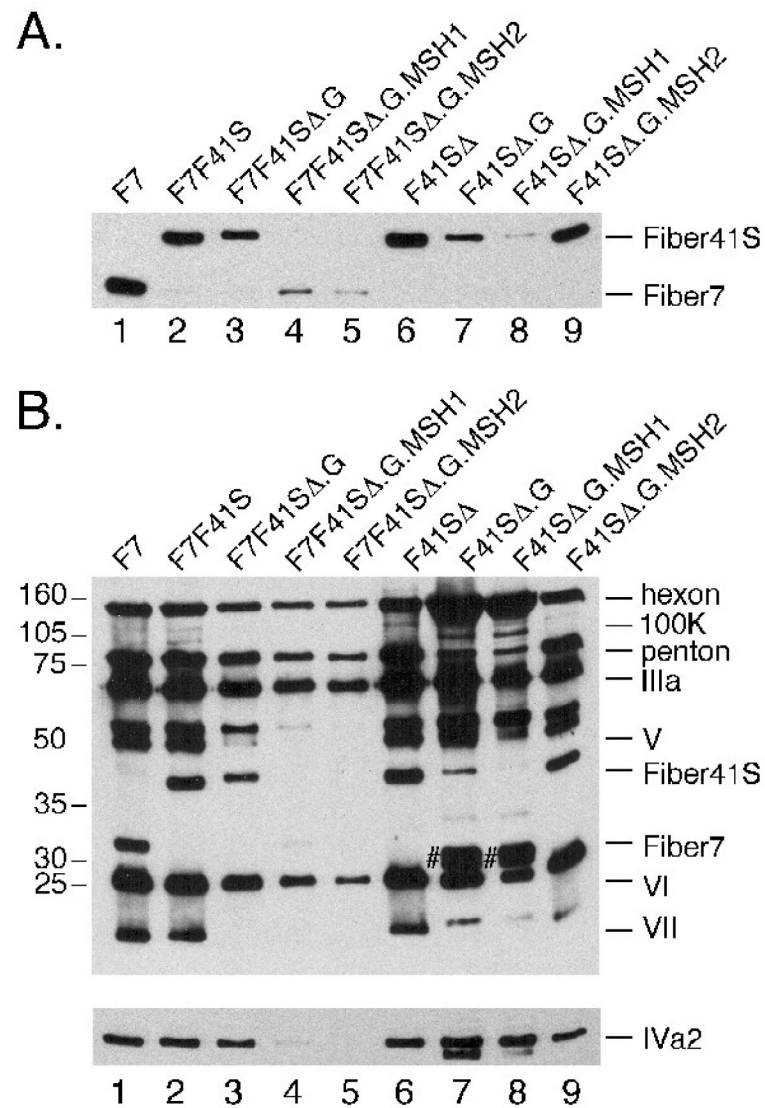 A.
F7
F7F41S
F7F41SΔ.G
F7F41SΔ.G.MSH1
F7F41SΔ.G.MSH2
F41SΔ
F41SΔ.G
F41SΔ.G.MSH1
F41SΔ.G.MSH2
Fiber41S
Fiber7
1 2 3 4 5 6 7 8 9
B.
F7
F7F41S
F7F41SΔ.G
F7F41SΔ.G.MSH1
F7F41SΔ.G.MSH2
F41SΔ
F41SΔ.G
F41SΔ.G.MSH1
F41SΔ.G.MSH2
160
105
75
50
35
30
25
# #
hexon
100K
penton
IIIa
V
Fiber41S
Fiber7
VI
VII
IVa2
1 2 3 4 5 6 7 8 9